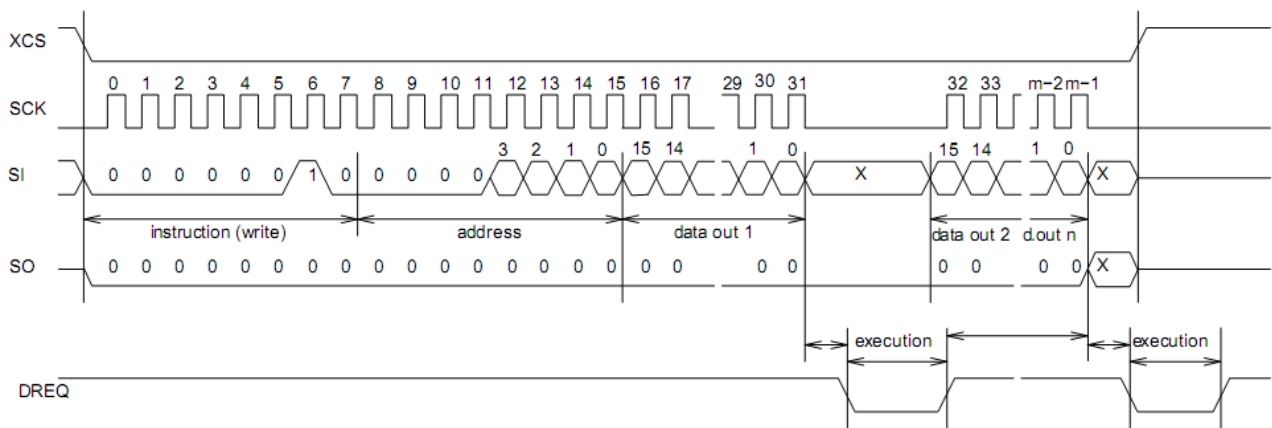 XCS
0 1 2 3 4 5 6 7 8 9 10 11 12 13 14 15 16 17 29 30 31 32 33 m-2 m-1
SCK
3 2 1 0 15 14 1 0 15 14 1 0
SI 0 0 0 0 0 0 1 0 0 0 0 0 X X
instruction (write) address data out 1 data out 2 d.out n
SO 0 0 0 0 0 0 0 0 0 0 0 0 0 0 0 0 0 0 0 0 0 0 0 0 X
execution execution
DREQ